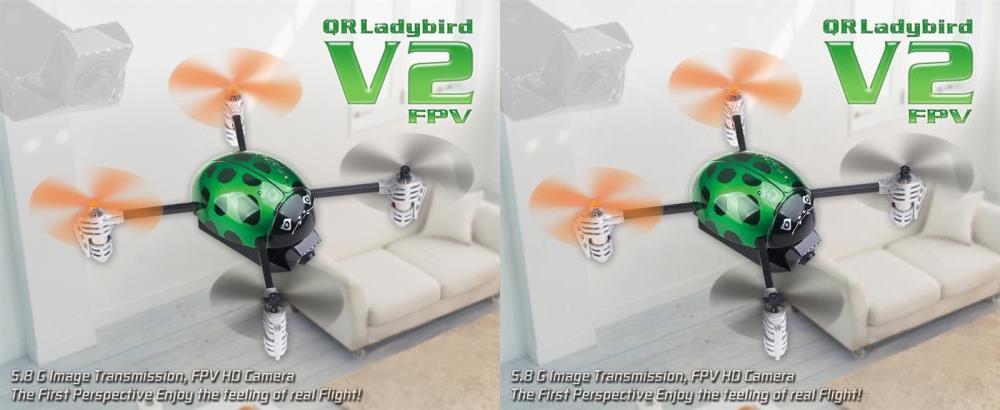 QR Ladybird
V2
FPV
5.8 G Image Transmission, FPV HD Camera
The First Perspective Enjoy the feeling of real Flight!
QR Ladybird
V2
FPV
5.8 G Image Transmission, FPV HD Camera
The First Perspective Enjoy the feeling of real Flight!